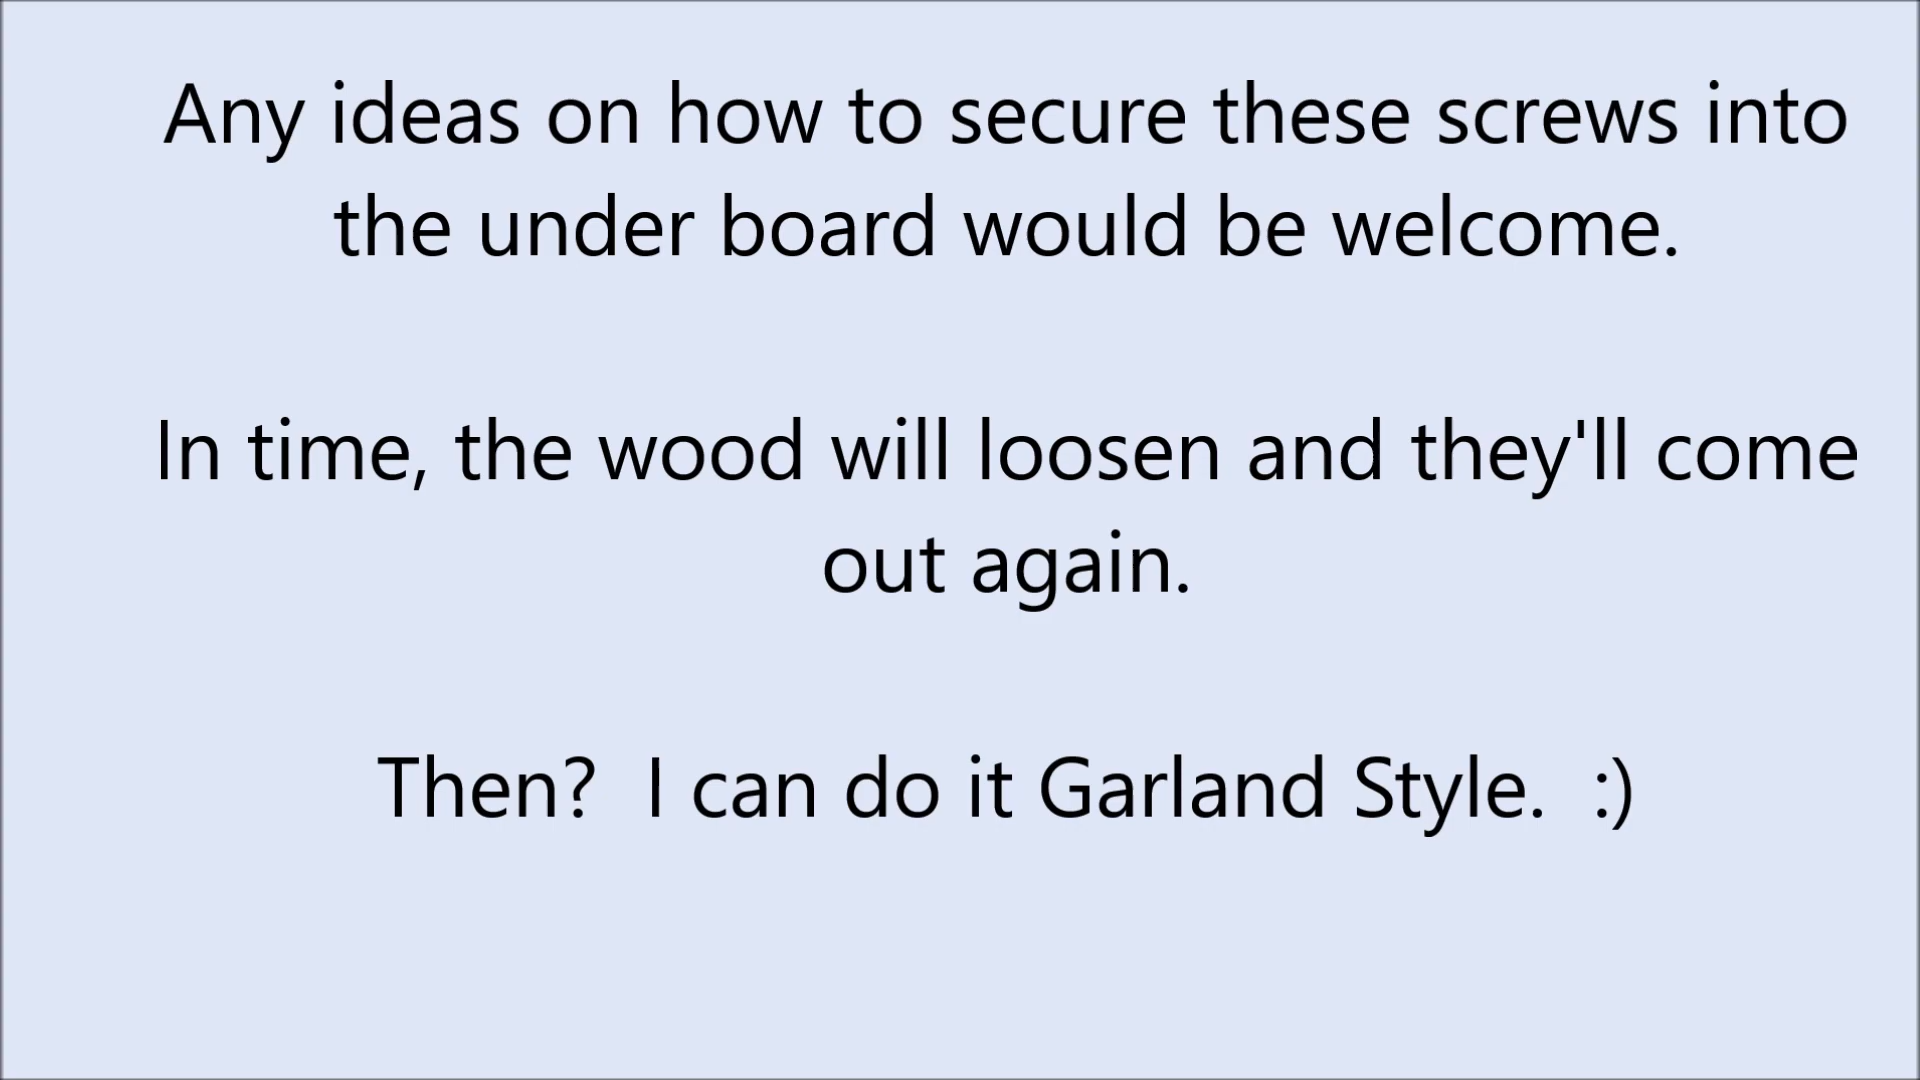 Any ideas on how to secure these screws into
the under board would be welcome.
In time, the wood will loosen and they'll come
out again.
Then?  I can do it Garland Style.  :)